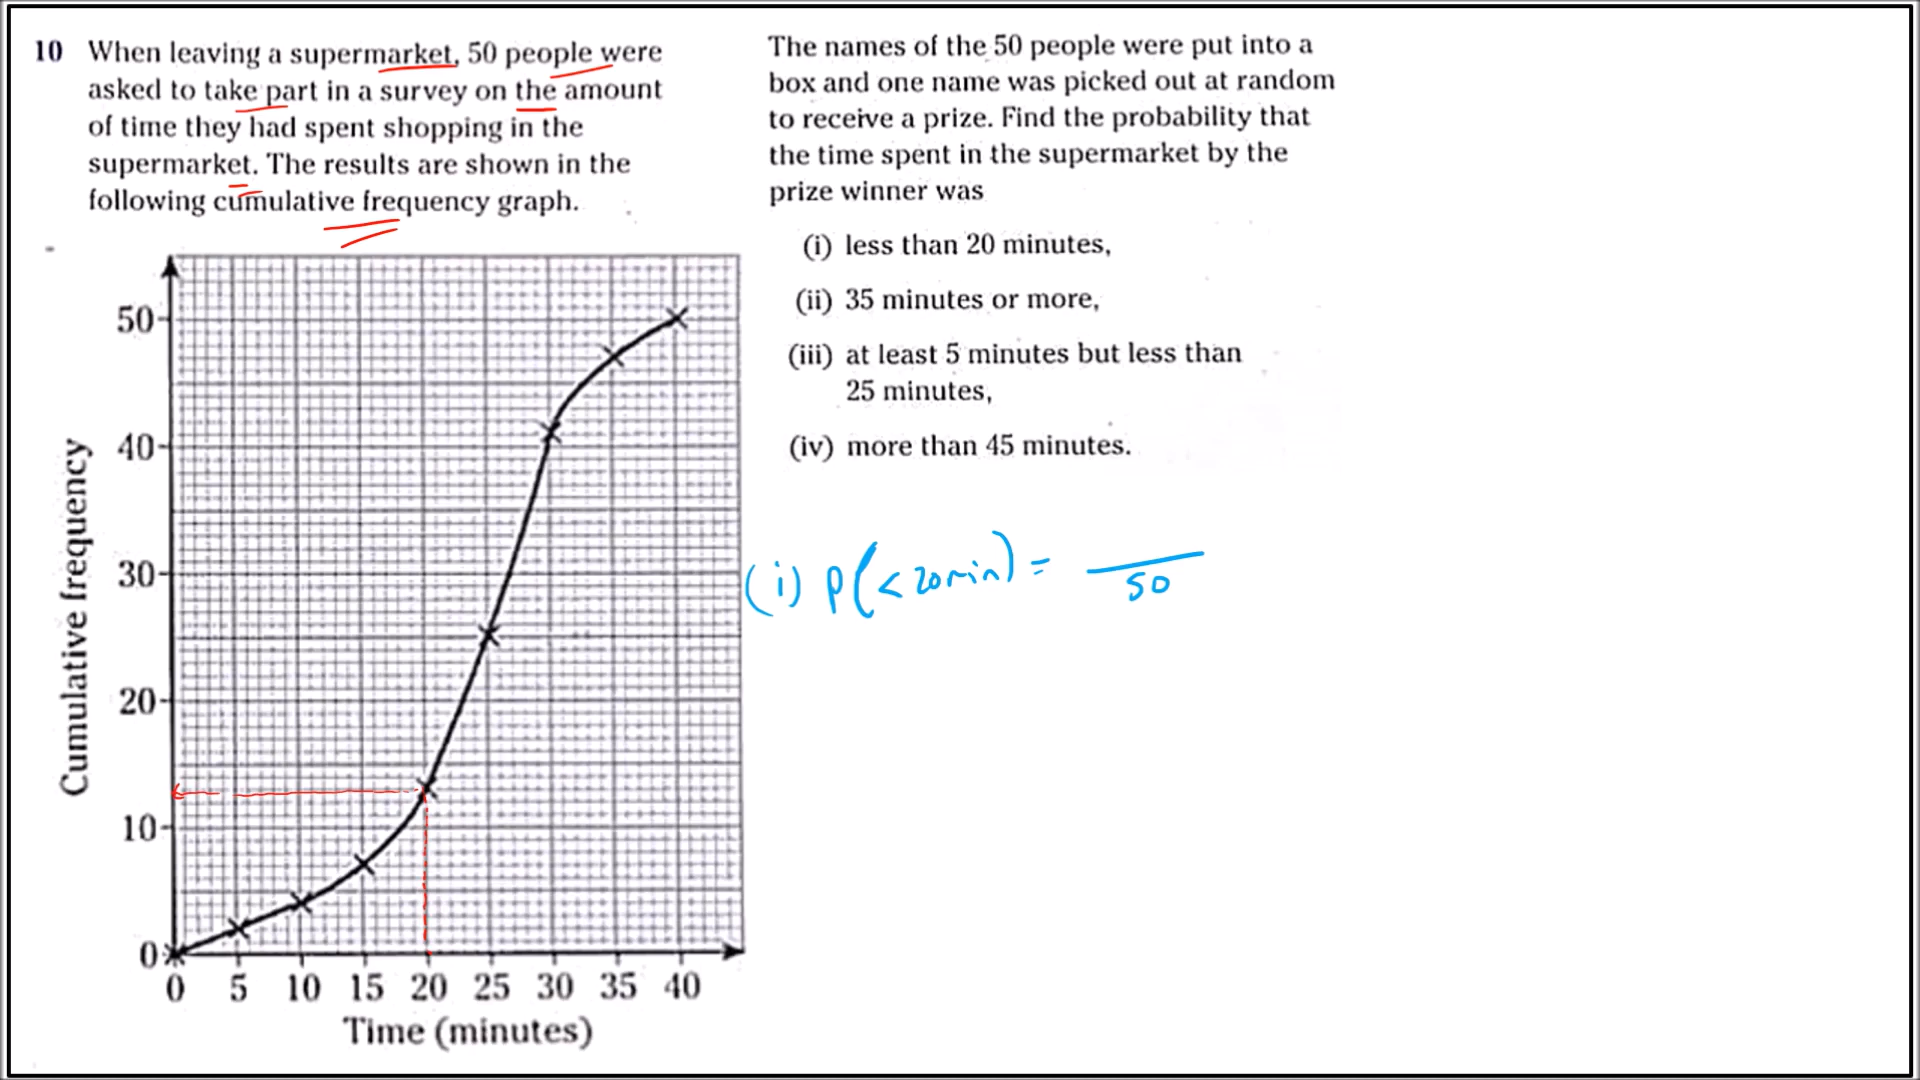 10 When leaving a supermarket, 50 people were
asked to take part in a survey on the amount
of time they had spent shopping in the
supermarket. The results are shown in the
following cumulative frequency graph.
50
40
30
20
10
0
Cumulative frequency
0 5 10 15 20 25 30 35 40
Time (minutes)
The names of the 50 people were put into a
box and one name was picked out at random
to receive a prize. Find the probability that
the time spent in the supermarket by the
prize winner was
(i) less than 20 minutes,
(ii) 35 minutes or more,
(iii) at least 5 minutes but less than
25 minutes,
(iv) more than 45 minutes.
(i) P(<20min) =
50